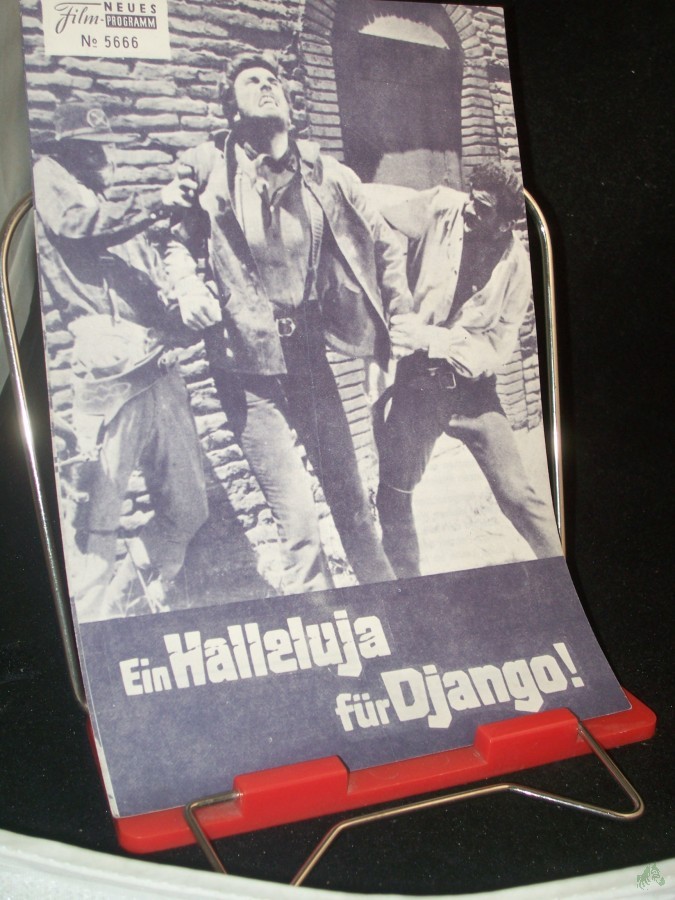 Film-
NEUES
PROGRAMM
No 5666
Ein Halleluja
für Django!